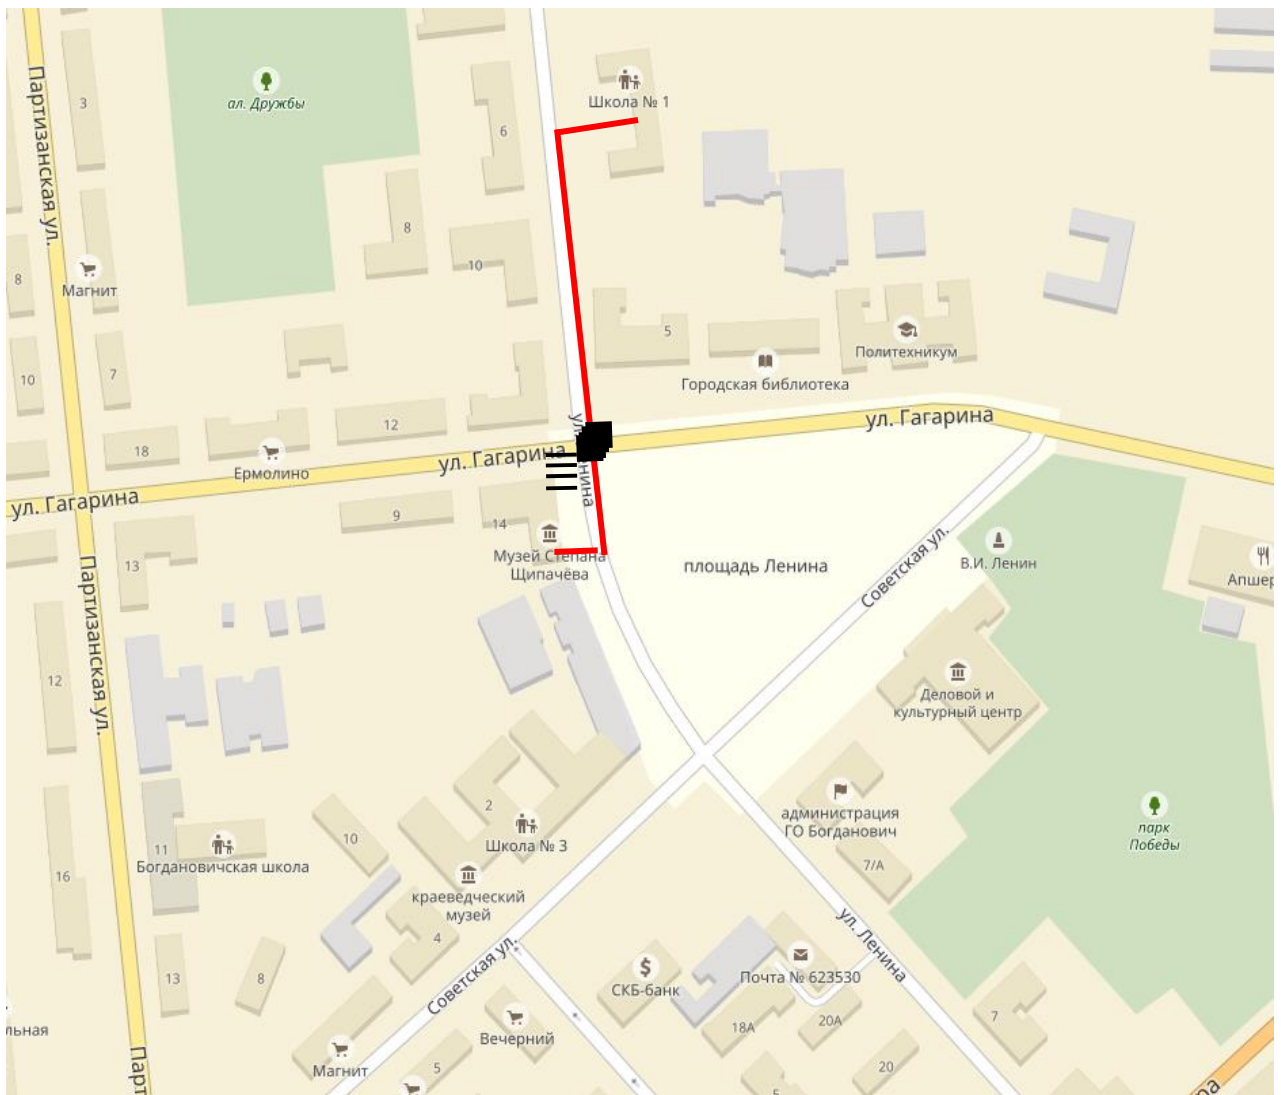 Партизанская ул.
3
ал. Дружбы
6
Школа № 1
8
10
8
Магнит
5
Политехникум
Городская библиотека
10
7
12
18
Ермолино
ул. Гагарина
ул. Гагарина
ул. Гагарина
9
14
Музей Степана
Щипачёва
площадь Ленина
Советская ул.
В.И. Ленин
13
Партизанская ул.
12
Деловой и
культурный центр
2
Школа № 3
администрация
ГО Богданович
парк
Победы
10
11
Богдановичская школа
16
7/А
краеведческий
музей
4
ул. Ленина
Советская ул.
13
8
СКБ-банк
Почта № 623530
льная
18А
20А
7
Вечерний
Магнит
5
20